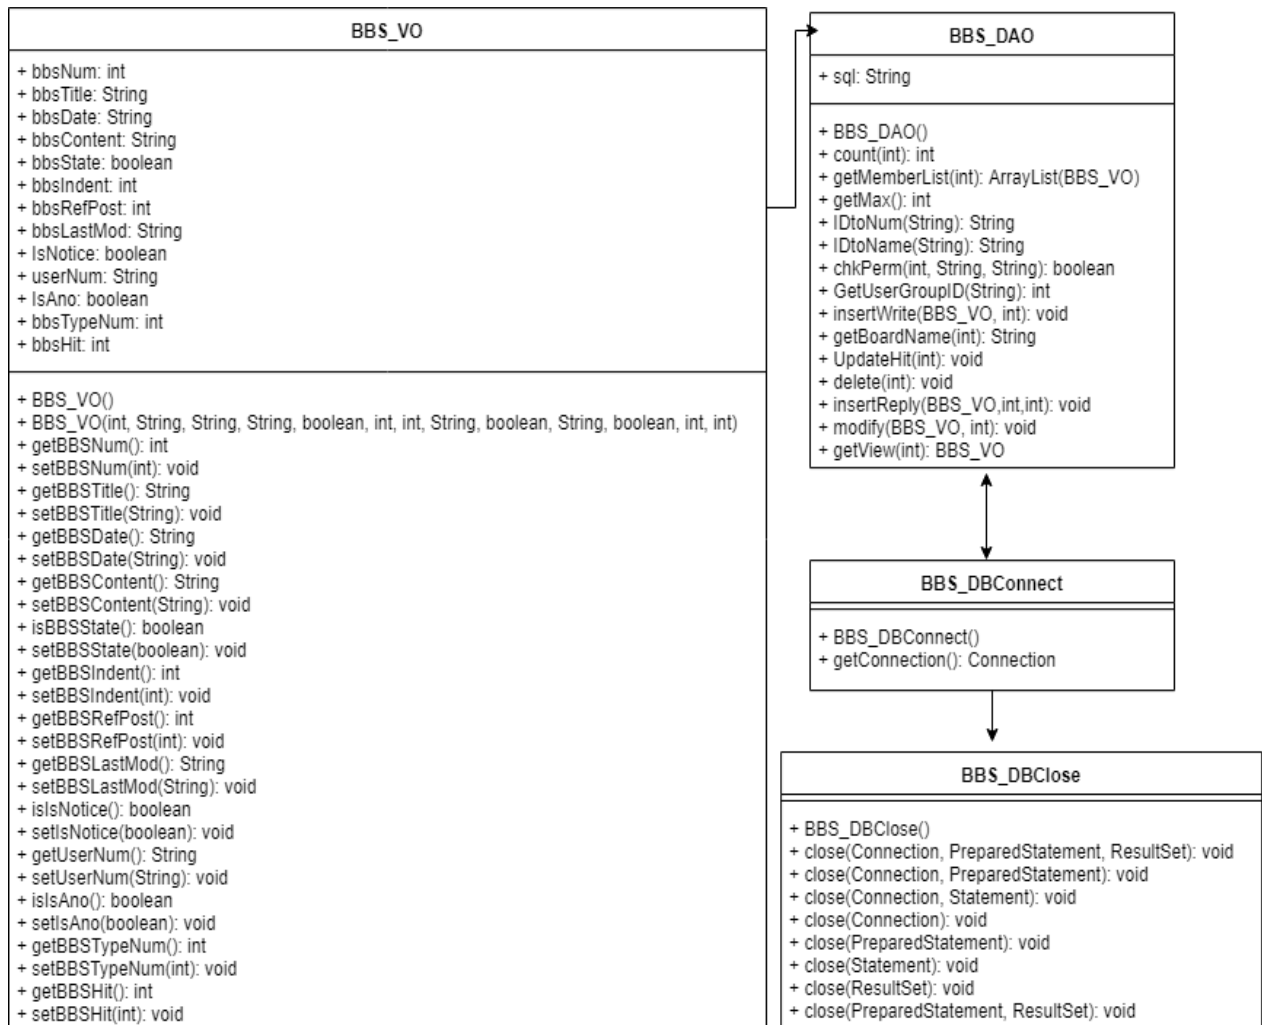 BBS_VO
+ bbsNum: int
+ bbsTitle: String
+ bbsDate: String
+ bbsContent: String
+ bbsState: boolean
+ bbsIndent: int
+ bbsRefPost: int
+ bbsLastMod: String
+ IsNotice: boolean
+ userNum: String
+ IsAno: boolean
+ bbsTypeNum: int
+ bbsHit: int
+ BBS_VO()
+ BBS_VO(int, String, String, String, boolean, int, int, String, boolean, String, boolean, int, int)
+ getBBSNum(): int
+ setBBSNum(int): void
+ getBBSTitle(): String
+ setBBSTitle(String): void
+ getBBSDate(): String
+ setBBSDate(String): void
+ getBBSContent(): String
+ setBBSContent(String): void
+ isBBSState(): boolean
+ setBBSState(boolean): void
+ getBBSIndent(): int
+ setBBSIndent(int): void
+ getBBSRefPost(): int
+ setBBSRefPost(int): void
+ getBBSLastMod(): String
+ setBBSLastMod(String): void
+ isIsNotice(): boolean
+ setIsNotice(boolean): void
+ getUserNum(): String
+ setUserNum(String): void
+ isIsAno(): boolean
+ setIsAno(boolean): void
+ getBBSTypeNum(): int
+ setBBSTypeNum(int): void
+ getBBSHit(): int
+ setBBSHit(int): void
BBS_DAO
+ sql: String
+ BBS_DAO()
+ count(int): int
+ getMemberList(int): ArrayList(BBS_VO)
+ getMax(): int
+ IDtoNum(String): String
+ IDtoName(String): String
+ chkPerm(int, String, String): boolean
+ GetUserGroupID(String): int
+ insertWrite(BBS_VO, int): void
+ getBoardName(int): String
+ UpdateHit(int): void
+ delete(int): void
+ insertReply(BBS_VO,int,int): void
+ modify(BBS_VO, int): void
+ getView(int): BBS_VO
BBS_DBConnect
+ BBS_DBConnect()
+ getConnection(): Connection
BBS_DBClose
+ BBS_DBClose()
+ close(Connection, PreparedStatement, ResultSet): void
+ close(Connection, PreparedStatement): void
+ close(Connection, Statement): void
+ close(Connection): void
+ close(PreparedStatement): void
+ close(Statement): void
+ close(ResultSet): void
+ close(PreparedStatement, ResultSet): void